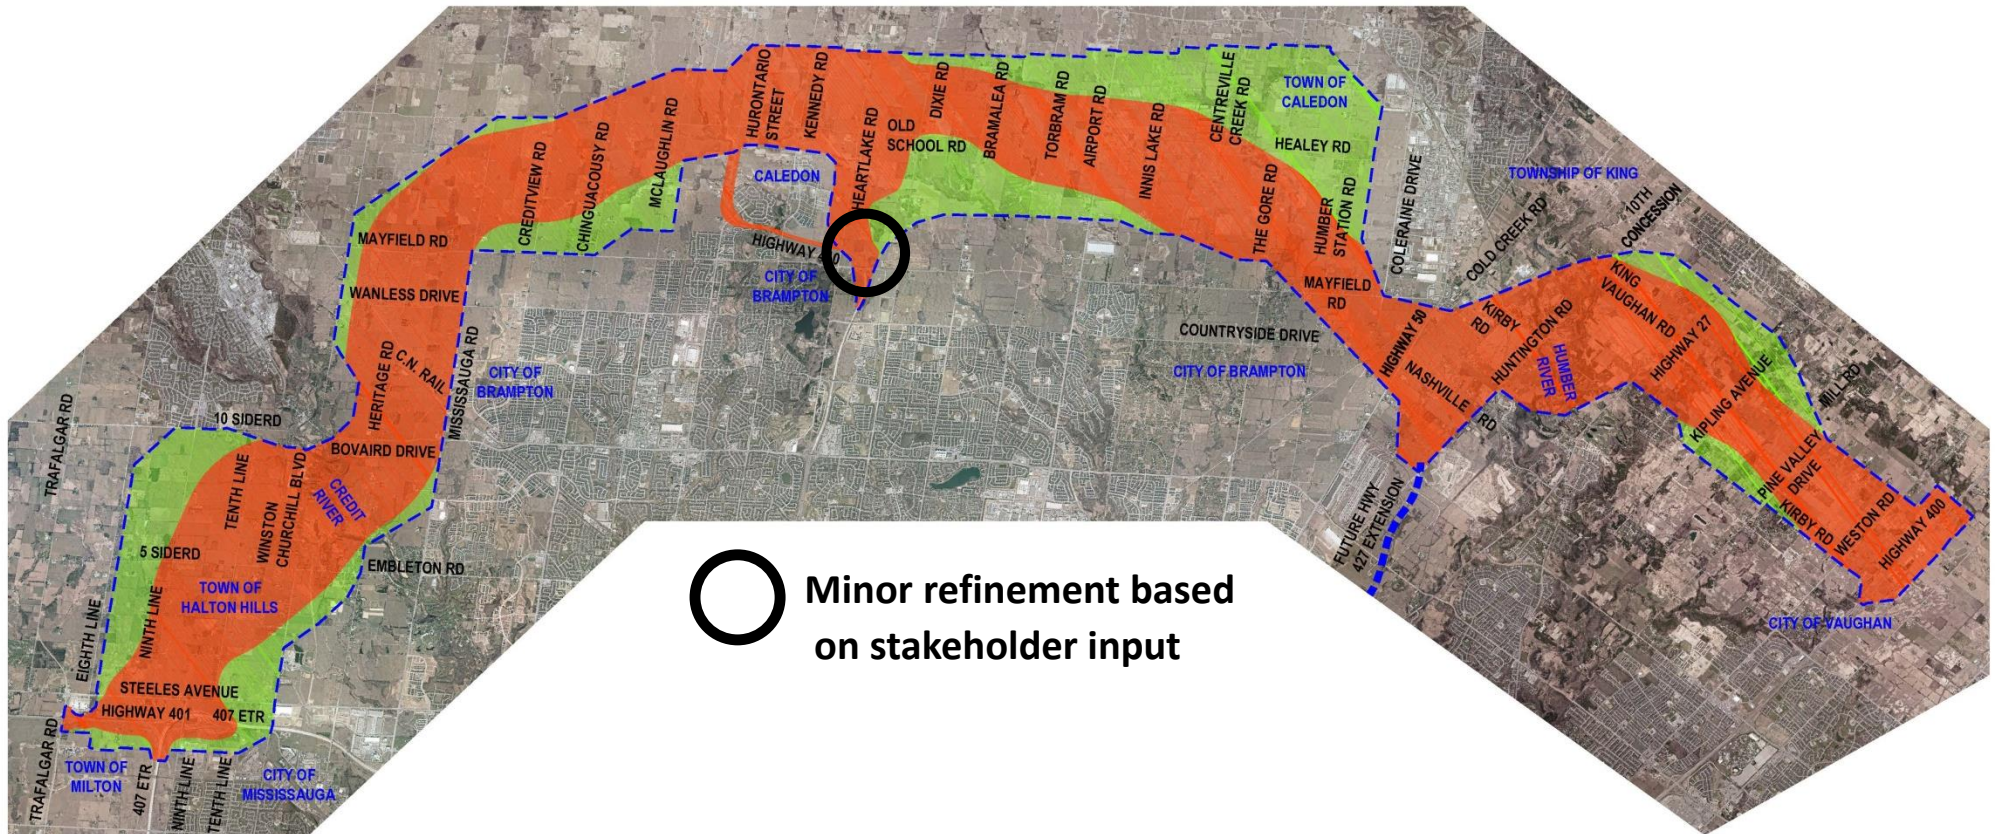 HURONTARIO
STREET
KENNEDY RD
HEARTLAKE RD
DIXIE RD
OLD
SCHOOL RD
BRAMALEA RD
TORBRAM RD
AIRPORT RD
INNIS LAKE RD
CENTREVILLE
CREEK RD
TOWN OF
CALEDON
HEALEY RD
THE GORE RD
HUMBER
STATION RD
COLERAINE DRIVE
TOWNSHIP OF KING
10TH
CONCESSION
COLD CREEK RD
MCLAUGHLIN RD
CHINGUACOUSY RD
CREDITVIEW RD
CALEDON
HIGHWAY
CITY OF
BRAMPTON
MAYFIELD RD
WANLESS DRIVE
MAYFIELD
RD
KIRBY
RD
KING
VAUGHAN RD
HUNTINGTON RD
HIGHWAY 27
HUMBER
RIVER
HIGHWAY 50
NASHVILLE
RD
COUNTRYSIDE DRIVE
CITY OF BRAMPTON
C.N. RAIL
HERITAGE RD
MISSISSAUGA RD
CITY OF
BRAMPTON
KIPLING AVENUE
MILL RD
TRAFALGAR RD
10 SIDERD
BOVAIRD DRIVE
TENTH LINE
WINSTON
CHURCHILL BLVD
CREDIT
RIVER
PINE VALLEY
DRIVE
KIRBY RD
WESTON RD
HIGHWAY 400
FUTURE HWY
427 EXTENSION
5 SIDERD
EMBLETON RD
TOWN OF
HALTON HILLS
NINTH LINE
EIGHTH LINE
CITY OF VAUGHAN
Minor refinement based
on stakeholder input
STEELES AVENUE
HIGHWAY 401
407 ETR
TRAFALGAR RD
TOWN OF
MILTON
407 ETR
NINTH LINE
TENTH LINE
CITY OF
MISSISSAUGA